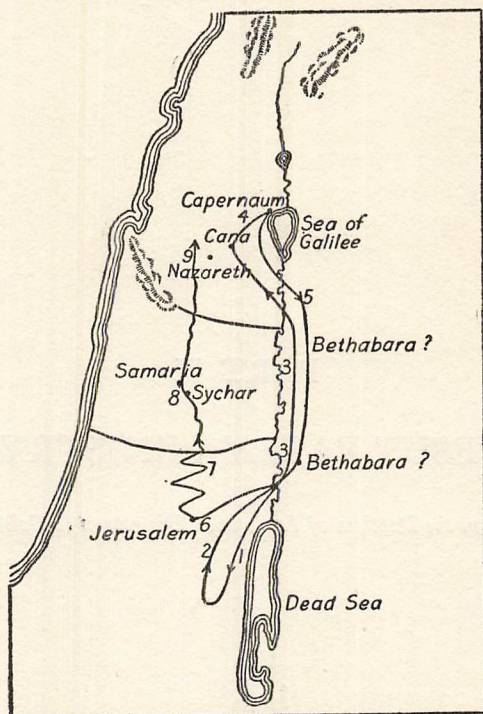 Capernaum
4
Sea of
Galilee
Cana
9
Nazareth
5
Bethabara ?
3
Samaria
8 Sychar
3
7
Bethabara ?
6
Jerusalem
2
1
Dead Sea